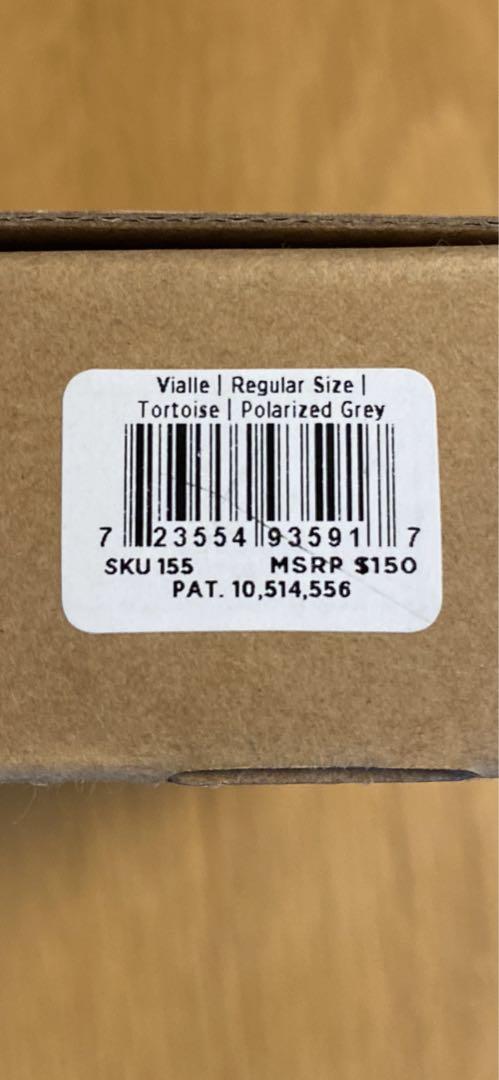 Vialle | Regular Size |
Tortoise | Polarized Grey
7 23554 93591 7
SKU 155 MSRP $150
PAT. 10,514,556